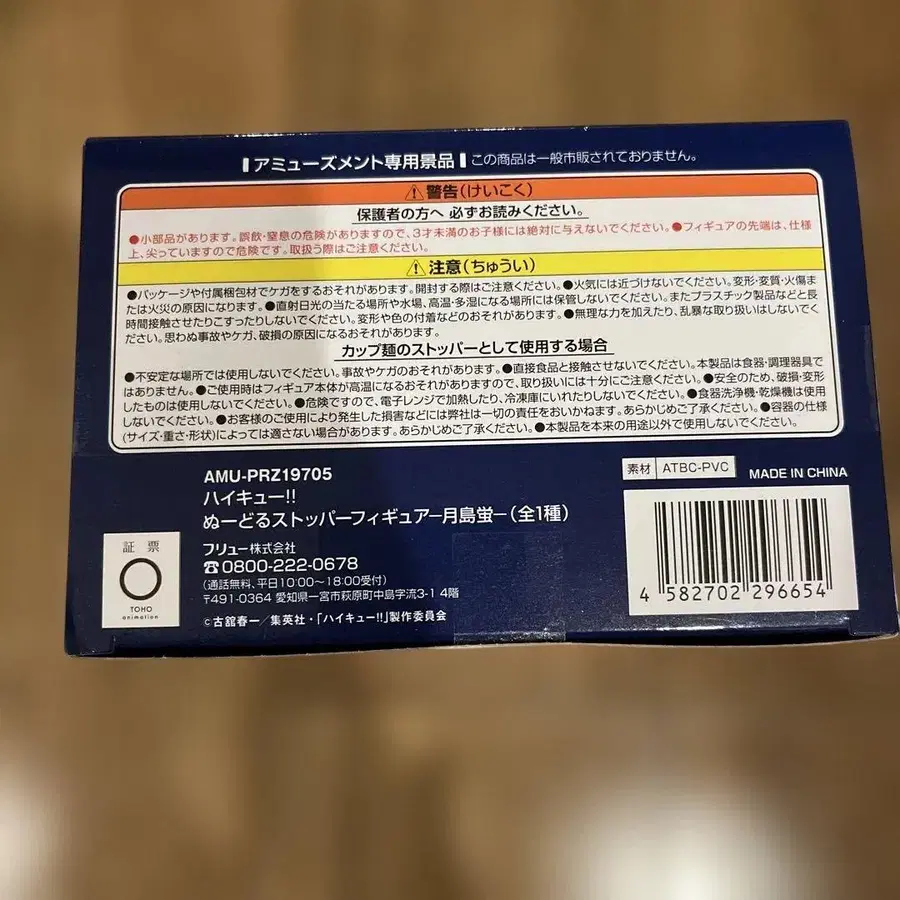 アミューズメント専用景品 この商品は一般市販されておりません。
⚠警告(けいこく)
保護者の方へ 必ずお読みください。
●小部品があります。誤飲・窒息の危険がありますので、3才未満のお子様には絶対に与えないでください。●フィギュアの先端は、仕様
上、尖っていますので危険です。取扱う際はご注意ください。
⚠注意(ちゅうい)
●パッケージや付属梱包材でケガをするおそれがあります。開封する際はご注意ください。●火気には近づけないでください。変形・変質・火傷ま
たは火災の原因になります。●直射日光の当たる場所や水場、高温・多湿になる場所には保管しないでください。またプラスチック製品などと長
時間接触させたりこすったりしないでください。変形や色の付着などのおそれがあります。●無理な力を加えたり、乱暴な取り扱いはしないでく
ださい。思わぬ事故やケガ、破損の原因になるおそれがあります。
カップ麺のストッパーとして使用する場合
●不安定な場所では使用しないでください。事故やケガのおそれがあります。●直接食品と接触させないでください。本製品は食器・調理器具で
はありません。●ご使用時はフィギュア本体が高温になるおそれがありますので、取り扱いには十分にご注意ください。●安全のため、破損・変形
したものは使用しないでください。●危険ですので、電子レンジで加熱したり、冷凍庫にいれたりしないでください。●食器洗浄機・乾燥機は使用
しないでください。●お客様のご使用により発生した損害などには弊社は一切の責任をおいかねます。あらかじめご了承ください。●容器の仕様
(サイズ・重さ・形状)によっては適さない場合があります。あらかじめご了承ください。●本製品を本来の用途以外で使用しないでください。
AMU-PRZ19705
素材 ATBC-PVC MADE IN CHINA
ハイキュー!!
ぬーどるストッパーフィギュアー月島蛍ー(全1種)
証票
TOHO
animation
フリュー株式会社
☎0800-222-0678
(通話無料、平日10:00〜18:00受付)
〒491-0364 愛知県一宮市萩原町中島字流3-1 4階
©古舘春一/集英社・「ハイキュー!!」製作委員会
4 582702 296654